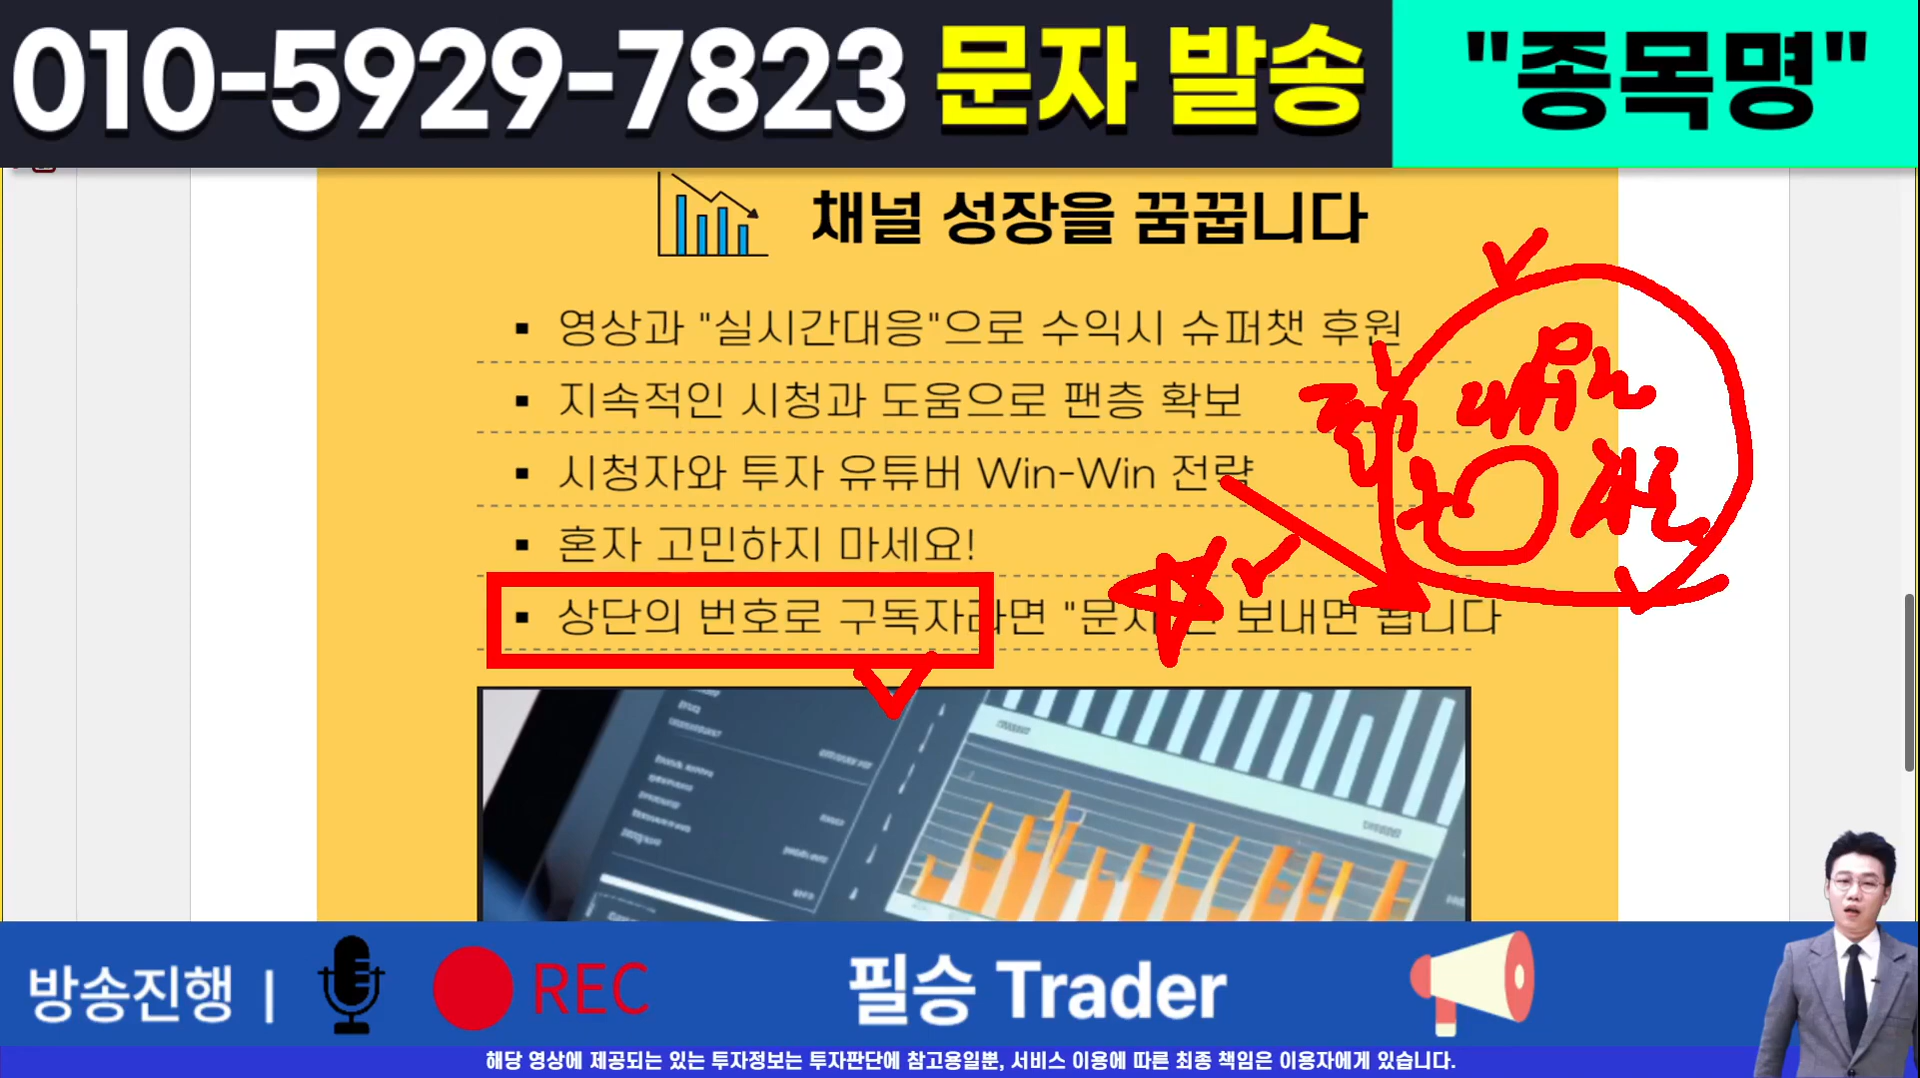 010-5929-7823 문자 발송 "종목명"
채널 성장을 꿈꿉니다
영상과 "실시간대응"으로 수익시 슈퍼챗 후원
지속적인 시청과 도움으로 팬층 확보
시청자와 투자 유튜버 Win-Win 전략
혼자 고민하지 마세요!
상단의 번호로 구독자라면 "문자 보내면 됩니다
방송진행 | REC 필승 Trader
해당 영상에 제공되는 있는 투자정보는 투자판단에 참고용일뿐, 서비스 이용에 따른 최종 책임은 이용자에게 있습니다.